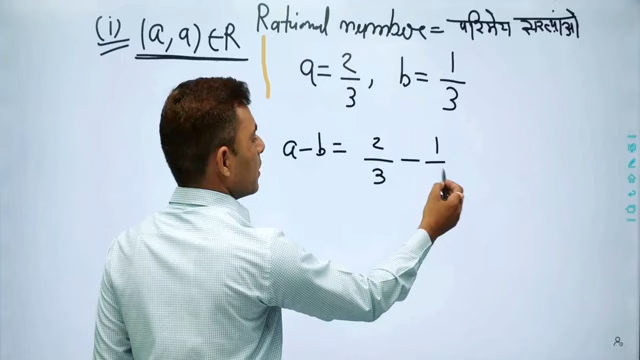 (i) (a, a) ∈ R
Rational number = परिमेय संख्याओ
a = 2/3, b = 1/3
a - b = 2/3 - 1/